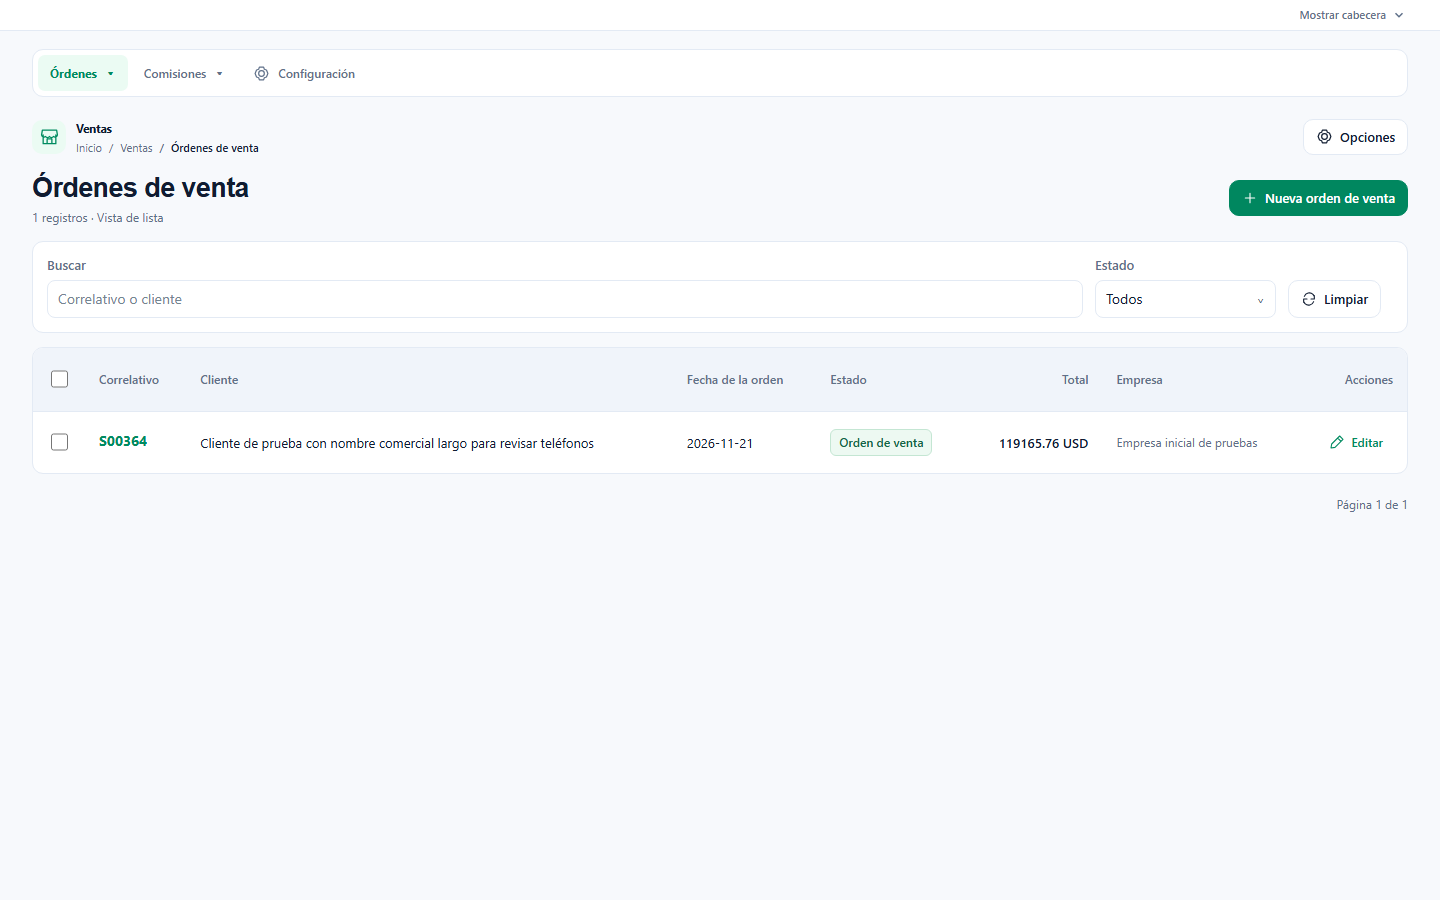 Mostrar cabecera
Órdenes Comisiones Configuración
Ventas
Inicio / Ventas / Órdenes de venta
Opciones
Órdenes de venta
1 registros · Vista de lista
Nueva orden de venta
Buscar Estado
Correlativo o cliente Todos Limpiar
Correlativo Cliente Fecha de la orden Estado Total Empresa Acciones
S00364 Cliente de prueba con nombre comercial largo para revisar teléfonos 2026-11-21 Orden de venta 119165.76 USD Empresa inicial de pruebas Editar
Página 1 de 1